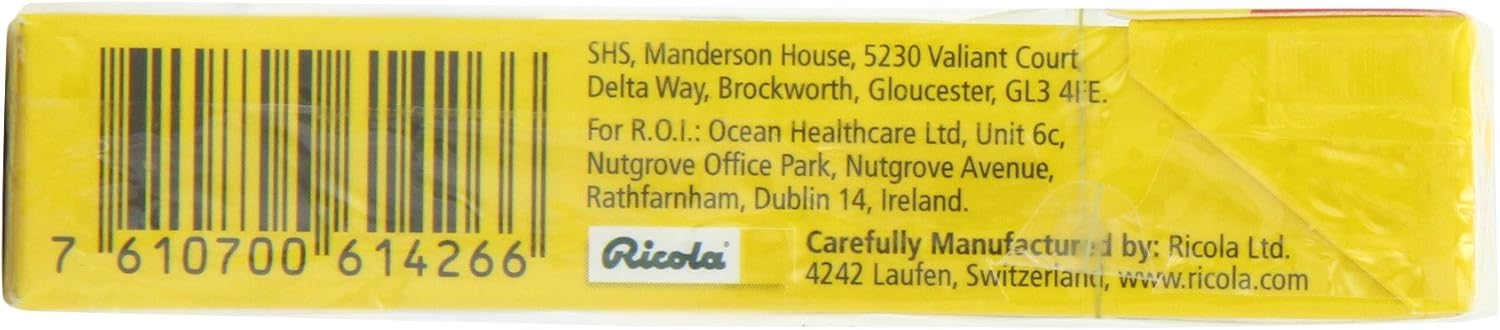 SHS, Manderson House, 5230 Valiant Court
Delta Way, Brockworth, Gloucester, GL3 4FE.
For R.O.I.: Ocean Healthcare Ltd, Unit 6c,
Nutgrove Office Park, Nutgrove Avenue,
Rathfarnham, Dublin 14, Ireland.
7 610700 614266
Ricola
Carefully Manufactured by: Ricola Ltd.
4242 Laufen, Switzerland, www.ricola.com